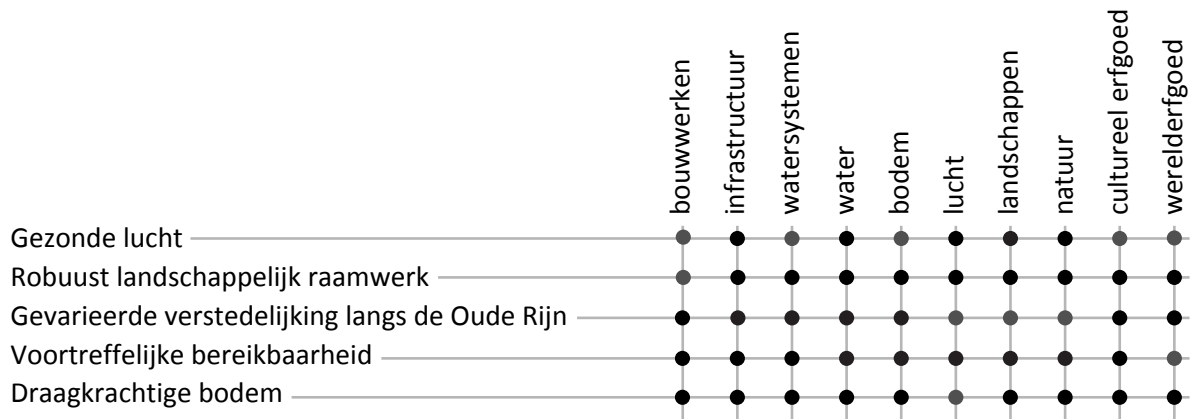 bouwwerken
infrastructuur
watersystemen
water
bodem
lucht
landschappen
natuur
cultureel erfgoed
werelderfgoed
Gezonde lucht
Robuust landschappelijk raamwerk
Gevarieerde verstedelijking langs de Oude Rijn
Voortreffelijke bereikbaarheid
Draagkrachtige bodem